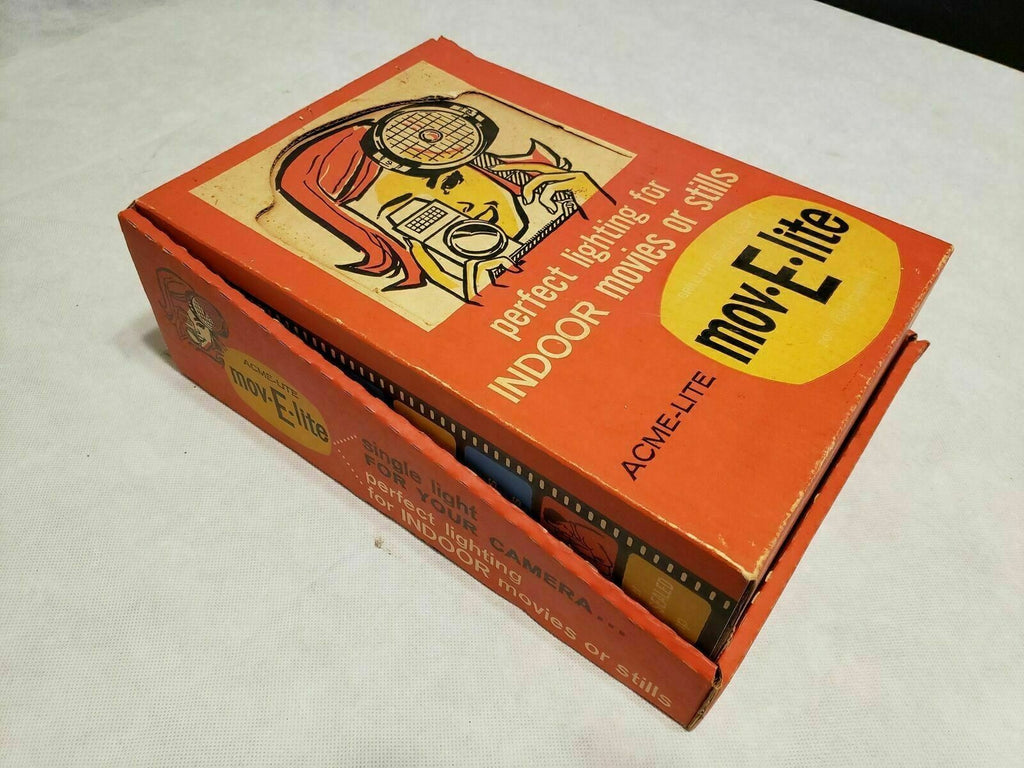 perfect lighting for
INDOOR movies or stills
mov·E·lite
ACME-LITE
ACME-LITE
mov·E·lite
single light
FOR YOUR CAMERA...
perfect lighting
for INDOOR movies or stills